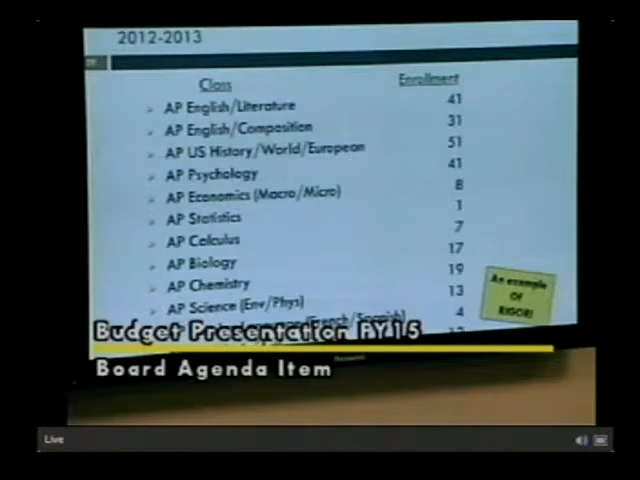 2012-2013
Class Enrollment
AP English/Literature 41
AP English/Composition 31
AP US History/World/European 51
AP Psychology 41
AP Economics (Macro/Micro) 8
AP Statistics 1
AP Calculus 7
AP Biology 17
AP Chemistry 19
AP Science (Env/Phys) 13
(French/Spanish) 4
An example
OF
RIGOR!
Budget Presentation FY15
Board Agenda Item
Live